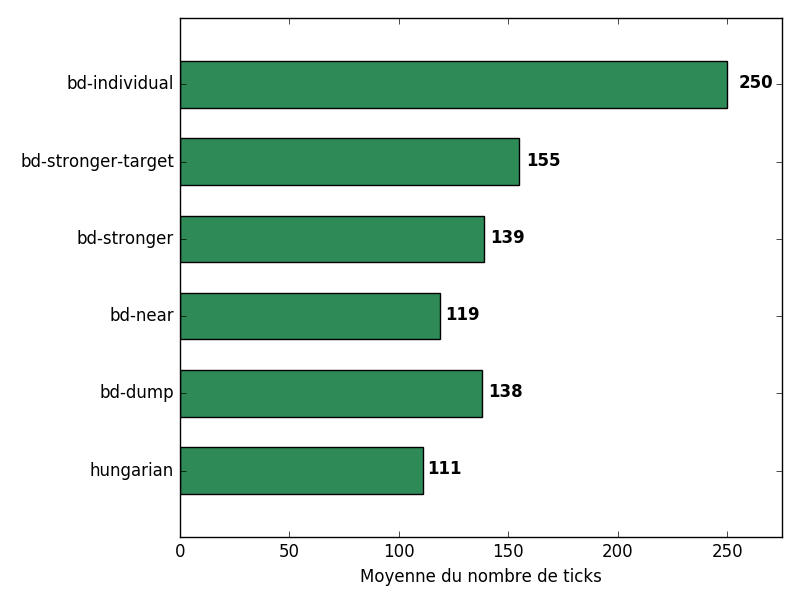 bd-individual 250
bd-stronger-target 155
bd-stronger 139
bd-near 119
bd-dump 138
hungarian 111
0 50 100 150 200 250
Moyenne du nombre de ticks